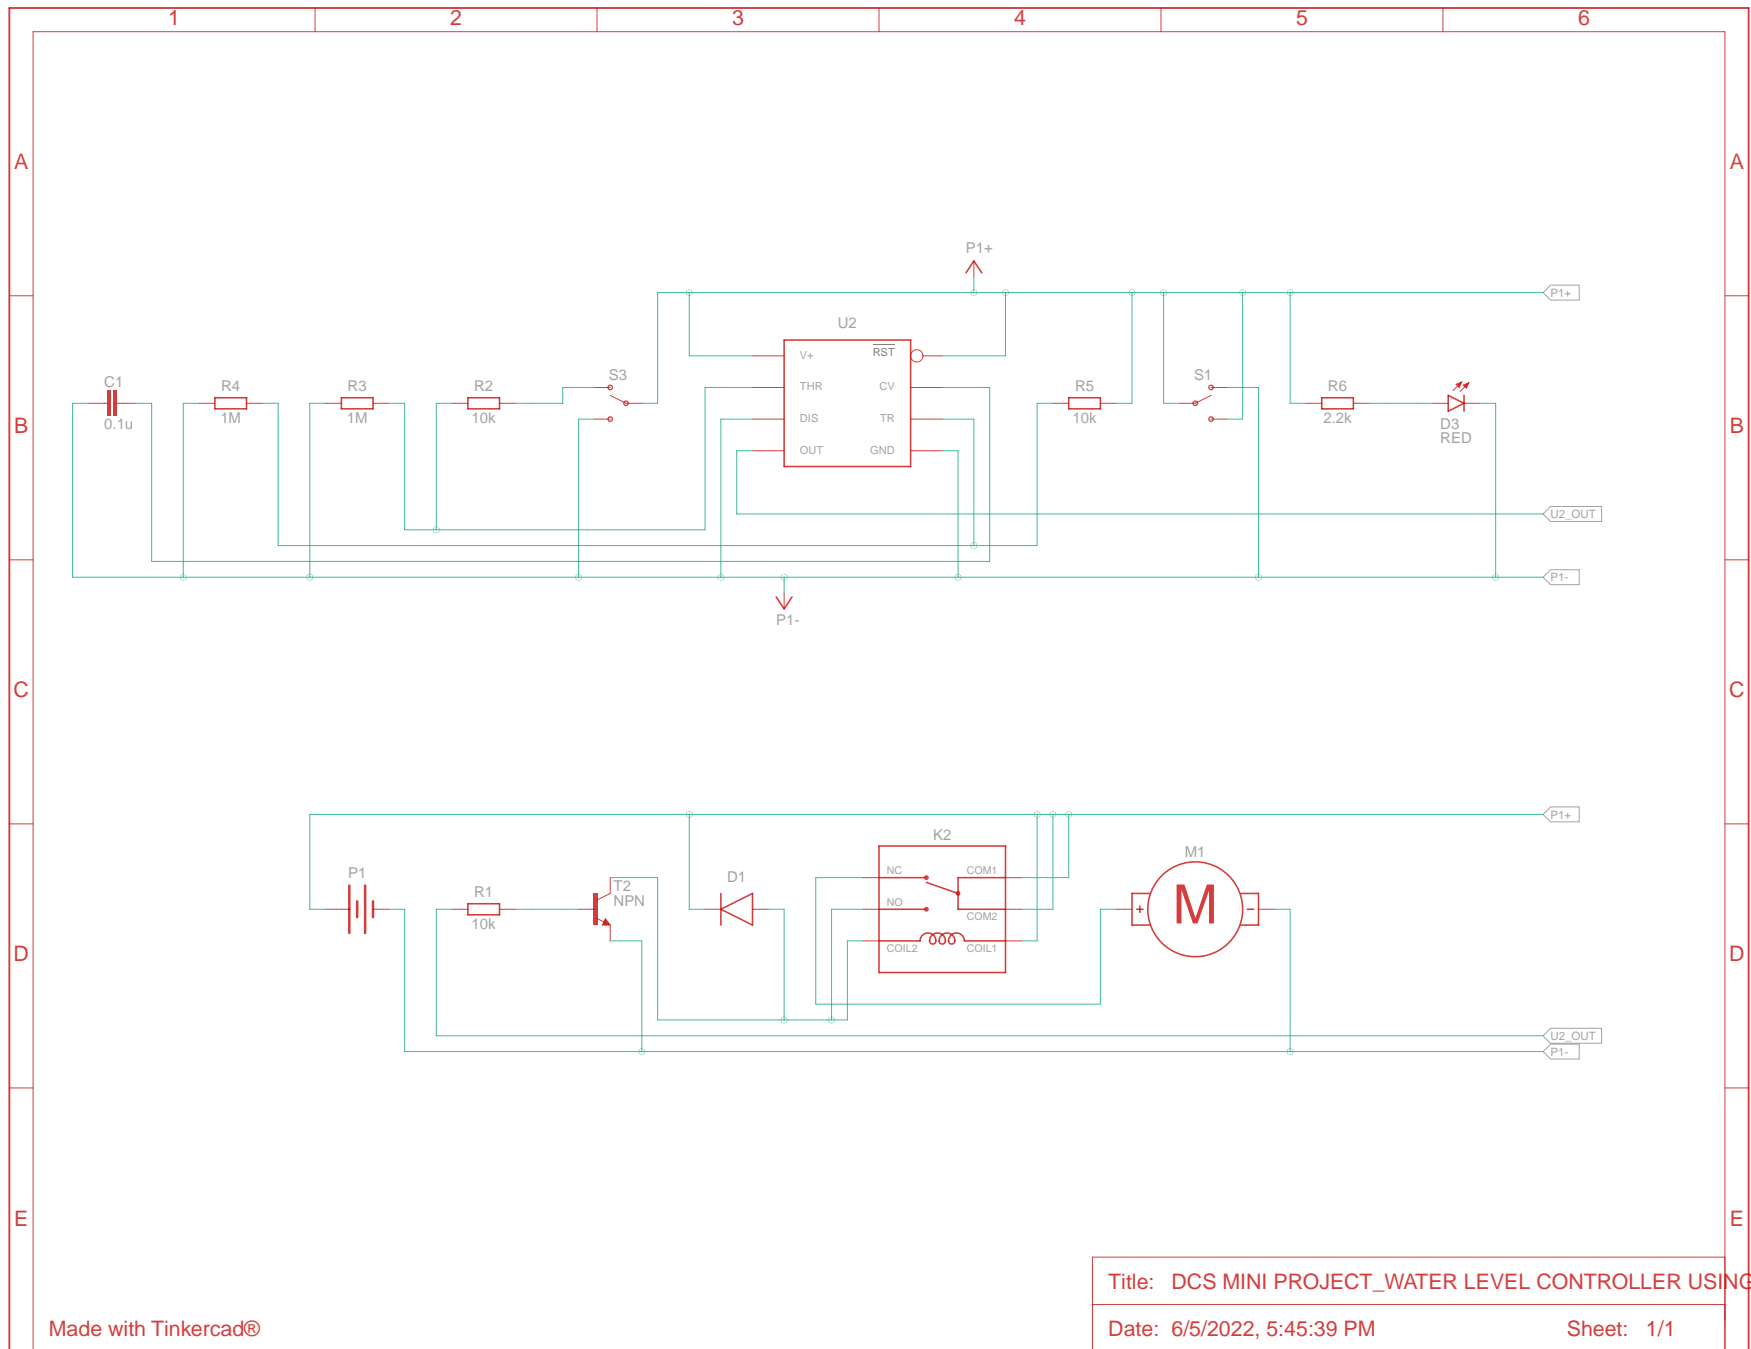 1 2 3 4 5 6
A A
P1+
P1+
U2
V+ RST
C1 R4 R3 R2 S3 THR CV R5 S1 R6
B 0.1u 1M 1M 10k DIS TR 10k 2.2k D3 B
RED
OUT GND
U2_OUT
P1-
P1-
C C
P1+
K2
P1 R1 T2 D1 NC COM1 M1
NPN
NO COM2 + M -
10k
D COIL2 COIL1 D
U2_OUT
P1-
E E
Title: DCS MINI PROJECT_WATER LEVEL CONTROLLER USING
Made with Tinkercad® Date: 6/5/2022, 5:45:39 PM Sheet: 1/1